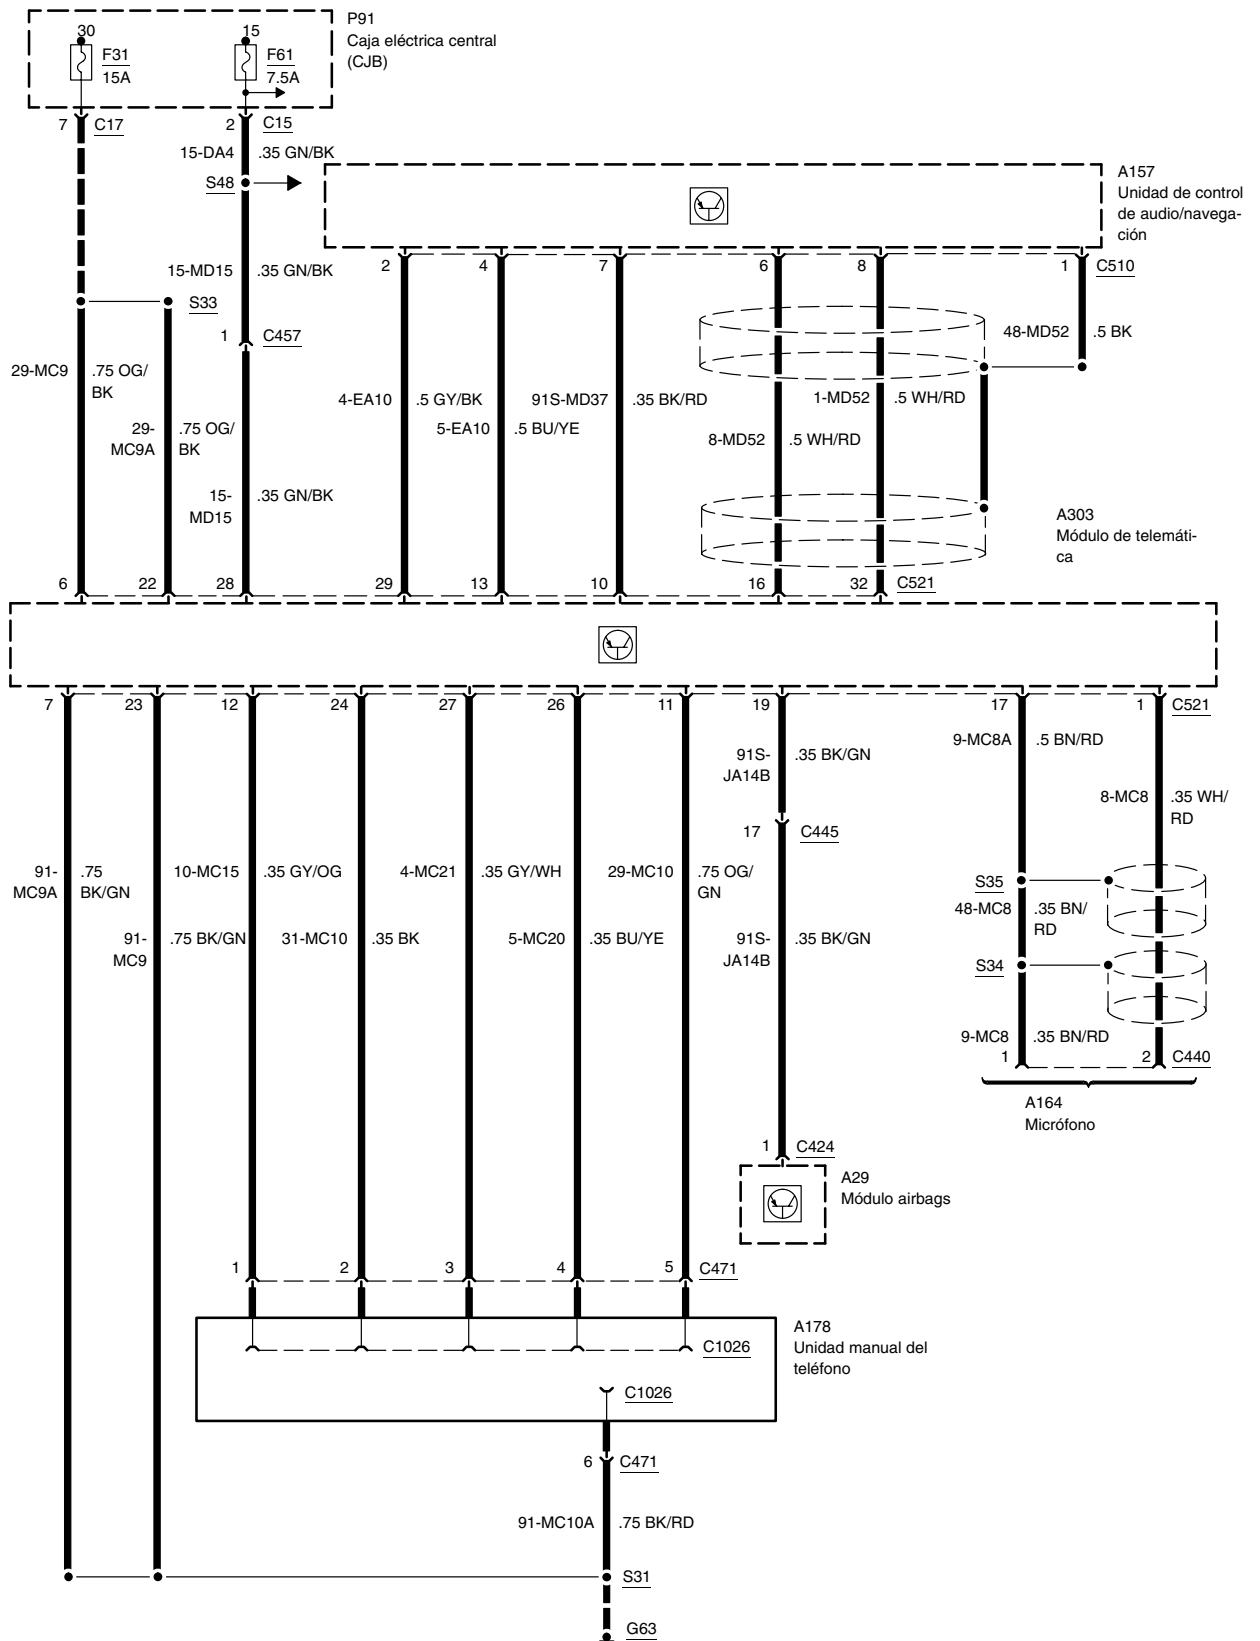 P91
Caja eléctrica central
(CJB)
30
F31
15A
15
F61
7.5A
7
C17
2
C15
15-DA4
.35 GN/BK
S48
A157
Unidad de control
de audio/navega-
ción
15-MD15
.35 GN/BK
2
4
7
6
8
1
C510
S33
1
C457
48-MD52
.5 BK
29-MC9
.75 OG/
BK
4-EA10
.5 GY/BK
91S-MD37
.35 BK/RD
1-MD52
.5 WH/RD
29-
MC9A
.75 OG/
BK
5-EA10
.5 BU/YE
8-MD52
.5 WH/RD
15-
MD15
.35 GN/BK
A303
Módulo de telemáti-
ca
6
22
28
29
13
10
16
32
C521
7
23
12
24
27
26
11
19
17
1
C521
91S-
JA14B
.35 BK/GN
9-MC8A
.5 BN/RD
8-MC8
.35 WH/
RD
17
C445
91-
MC9A
.75
BK/GN
10-MC15
.35 GY/OG
4-MC21
.35 GY/WH
29-MC10
.75 OG/
GN
S35
48-MC8
.35 BN/
RD
91-
MC9
.75 BK/GN
31-MC10
.35 BK
5-MC20
.35 BU/YE
91S-
JA14B
.35 BK/GN
S34
9-MC8
.35 BN/RD
1
2
C440
A164
Micrófono
1
C424
A29
Módulo airbags
1
2
3
4
5
C471
A178
Unidad manual del
teléfono
C1026
C1026
6
C471
91-MC10A
.75 BK/RD
S31
G63